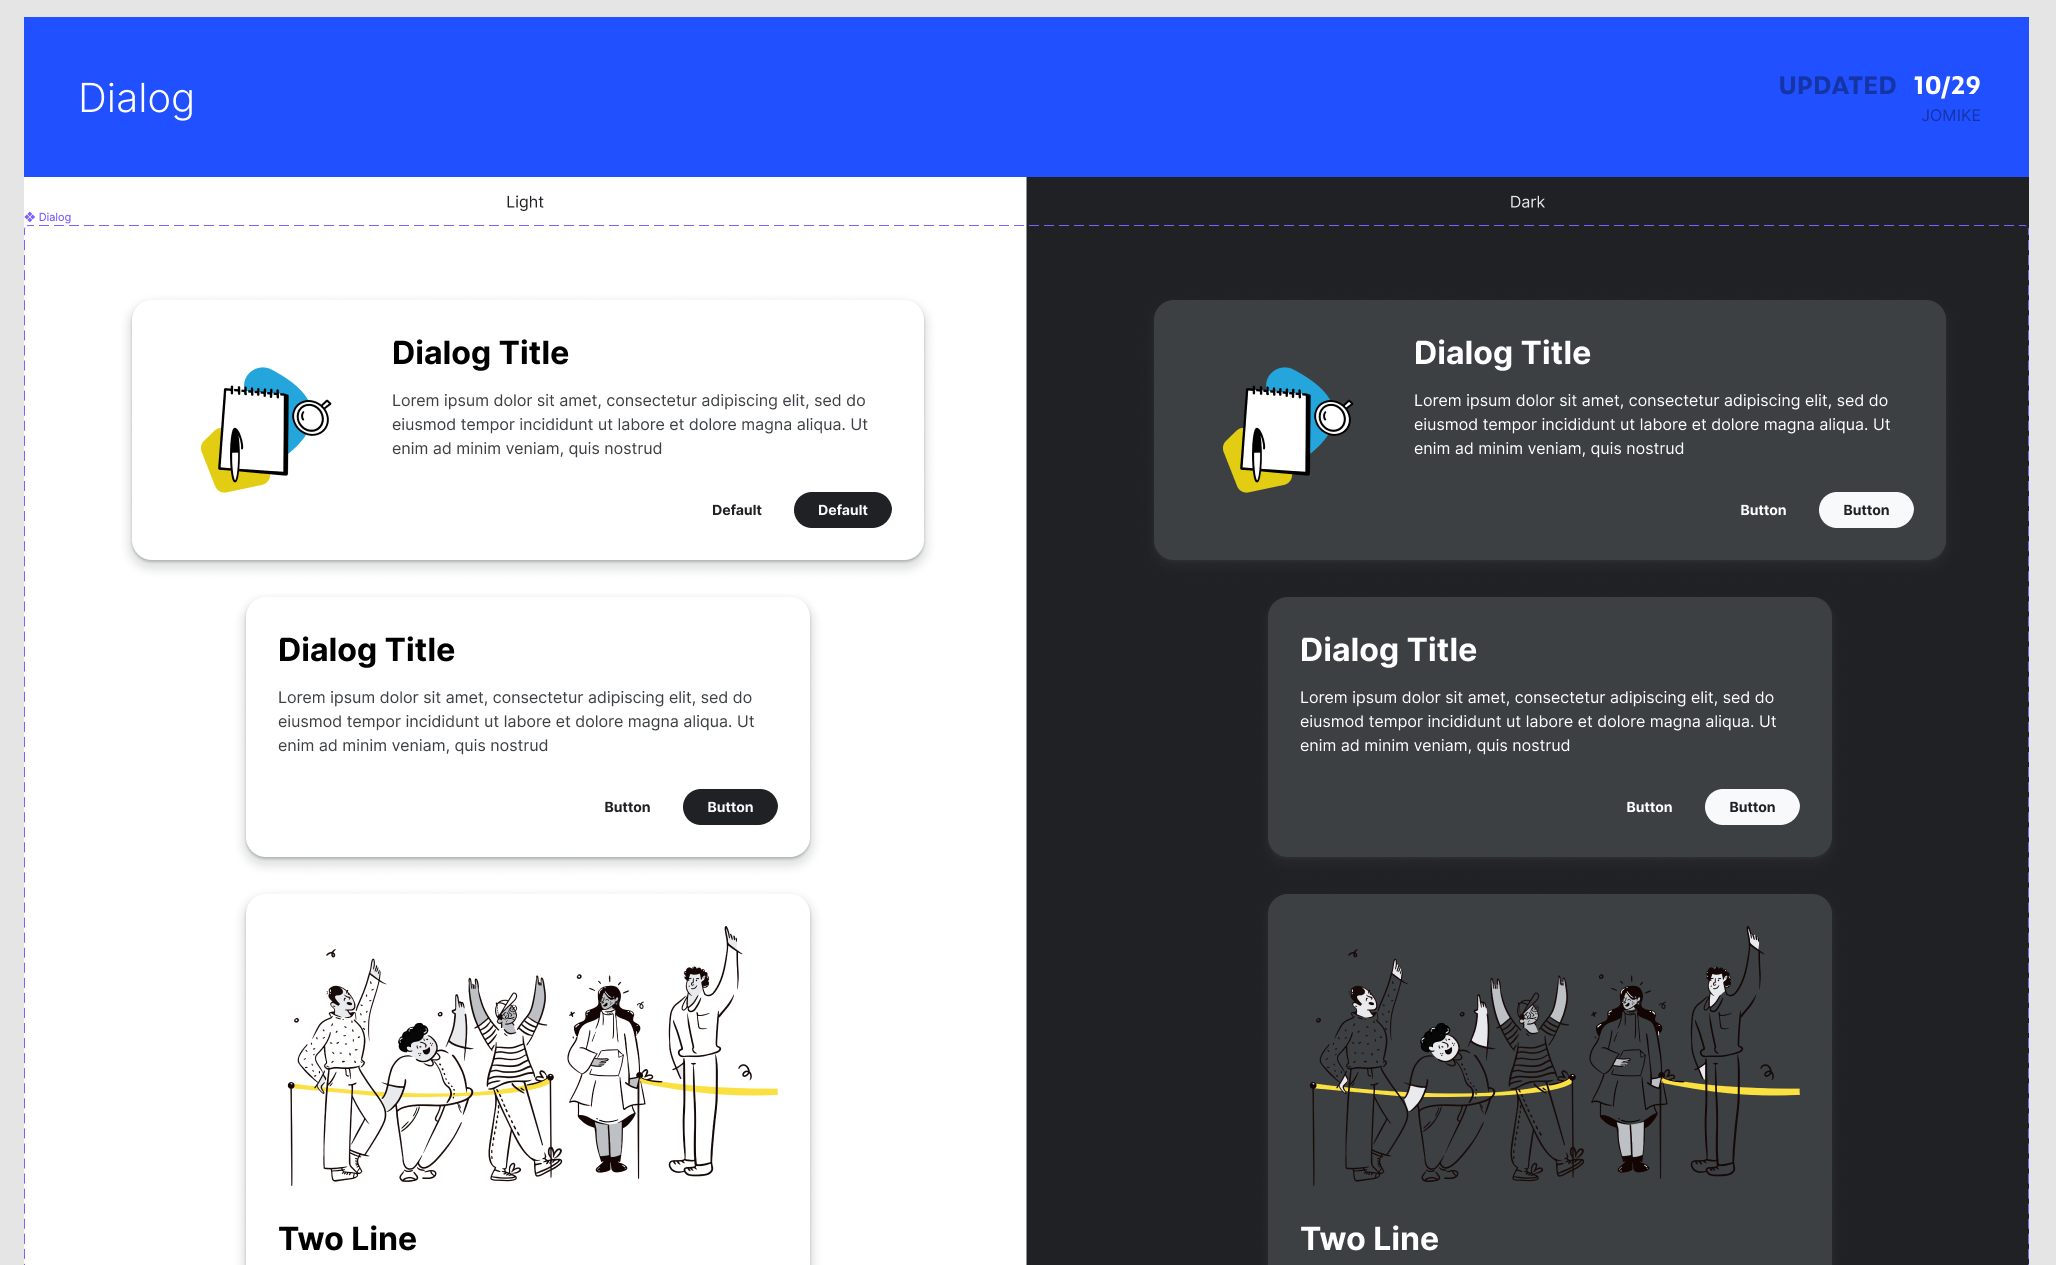 Dialog
UPDATED 10/29
JOMIKE
Light
Dark
Dialog
Dialog Title
Lorem ipsum dolor sit amet, consectetur adipiscing elit, sed do
eiusmod tempor incididunt ut labore et dolore magna aliqua. Ut
enim ad minim veniam, quis nostrud
Default
Default
Dialog Title
Lorem ipsum dolor sit amet, consectetur adipiscing elit, sed do
eiusmod tempor incididunt ut labore et dolore magna aliqua. Ut
enim ad minim veniam, quis nostrud
Button
Button
Dialog Title
Lorem ipsum dolor sit amet, consectetur adipiscing elit, sed do
eiusmod tempor incididunt ut labore et dolore magna aliqua. Ut
enim ad minim veniam, quis nostrud
Button
Button
Dialog Title
Lorem ipsum dolor sit amet, consectetur adipiscing elit, sed do
eiusmod tempor incididunt ut labore et dolore magna aliqua. Ut
enim ad minim veniam, quis nostrud
Button
Button
Two Line
Two Line